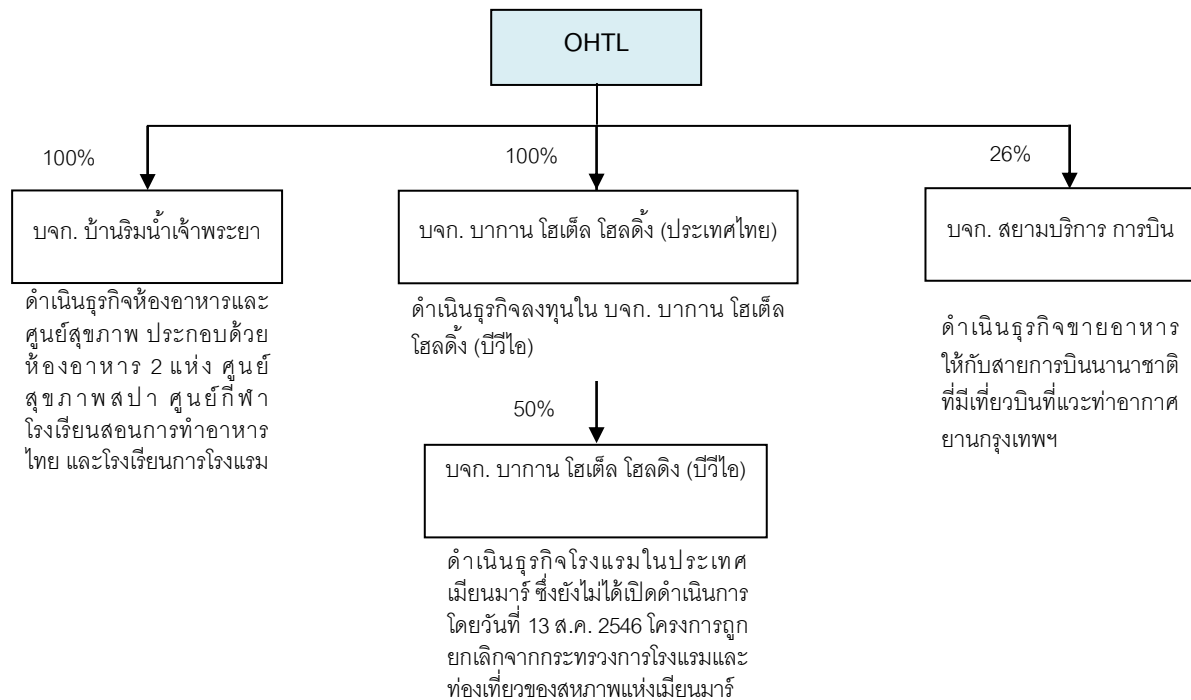 OHTL
100%
100%
26%
บจก. บ้านริมน้ำเจ้าพระยา
บจก. บากาน โฮเต็ล โฮลดิ้ง (ประเทศไทย)
บจก. สยามบริการ การบิน
ดำเนินธุรกิจห้องอาหารและ
ศูนย์สุขภาพ ประกอบด้วย
ห้องอาหาร 2 แห่ง ศูนย์
สุขภาพสปา ศูนย์กีฬา
โรงเรียนสอนการทำอาหาร
ไทย และโรงเรียนการโรงแรม
ดำเนินธุรกิจลงทุนใน บจก. บากาน โฮเต็ล
โฮลดิ้ง (บีวีไอ)
ดำเนินธุรกิจขายอาหาร
ให้กับสายการบินนานาชาติ
ที่มีเที่ยวบินที่แวะท่าอากาศ
ยานกรุงเทพฯ
50%
บจก. บากาน โฮเต็ล โฮลดิง (บีวีไอ)
ดำเนินธุรกิจโรงแรมในประเทศ
เมียนมาร์ ซึ่งยังไม่ได้เปิดดำเนินการ
โดยวันที่ 13 ส.ค. 2546 โครงการถูก
ยกเลิกจากกระทรวงการโรงแรมและ
ท่องเที่ยวของสหภาพแห่งเมียนมาร์